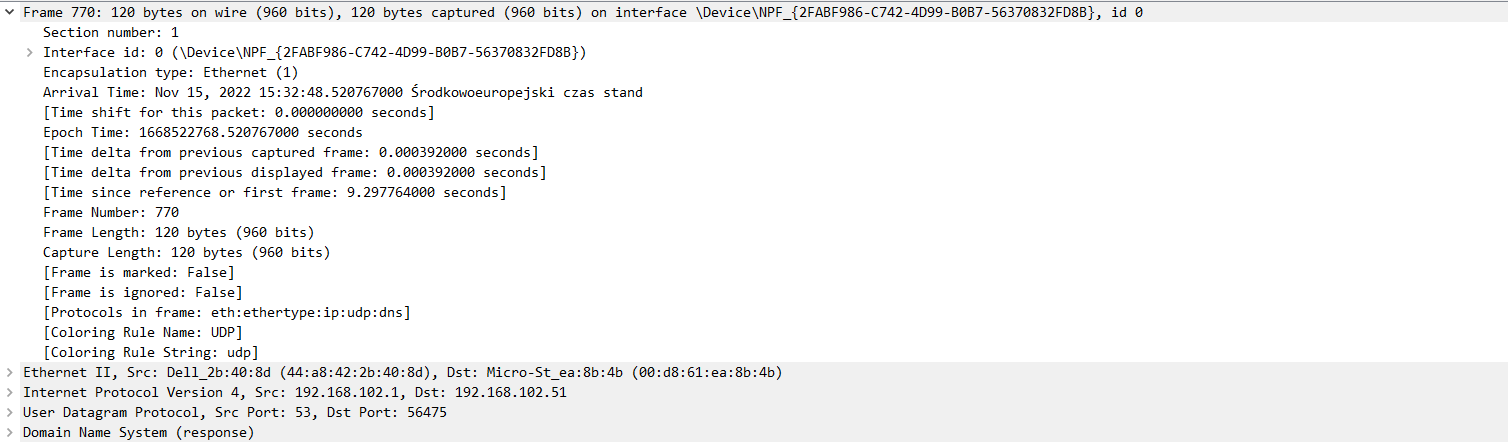 Frame 770: 120 bytes on wire (960 bits), 120 bytes captured (960 bits) on interface \Device\NPF_{2FABF986-C742-4D99-B0B7-56370832FD8B}, id 0
Section number: 1
Interface id: 0 (\Device\NPF_{2FABF986-C742-4D99-B0B7-56370832FD8B})
Encapsulation type: Ethernet (1)
Arrival Time: Nov 15, 2022 15:32:48.520767000 Środkowoeuropejski czas stand
[Time shift for this packet: 0.000000000 seconds]
Epoch Time: 1668522768.520767000 seconds
[Time delta from previous captured frame: 0.000392000 seconds]
[Time delta from previous displayed frame: 0.000392000 seconds]
[Time since reference or first frame: 9.297764000 seconds]
Frame Number: 770
Frame Length: 120 bytes (960 bits)
Capture Length: 120 bytes (960 bits)
[Frame is marked: False]
[Frame is ignored: False]
[Protocols in frame: eth:ethertype:ip:udp:dns]
[Coloring Rule Name: UDP]
[Coloring Rule String: udp]
Ethernet II, Src: Dell_2b:40:8d (44:a8:42:2b:40:8d), Dst: Micro-St_ea:8b:4b (00:d8:61:ea:8b:4b)
Internet Protocol Version 4, Src: 192.168.102.1, Dst: 192.168.102.51
User Datagram Protocol, Src Port: 53, Dst Port: 56475
Domain Name System (response)